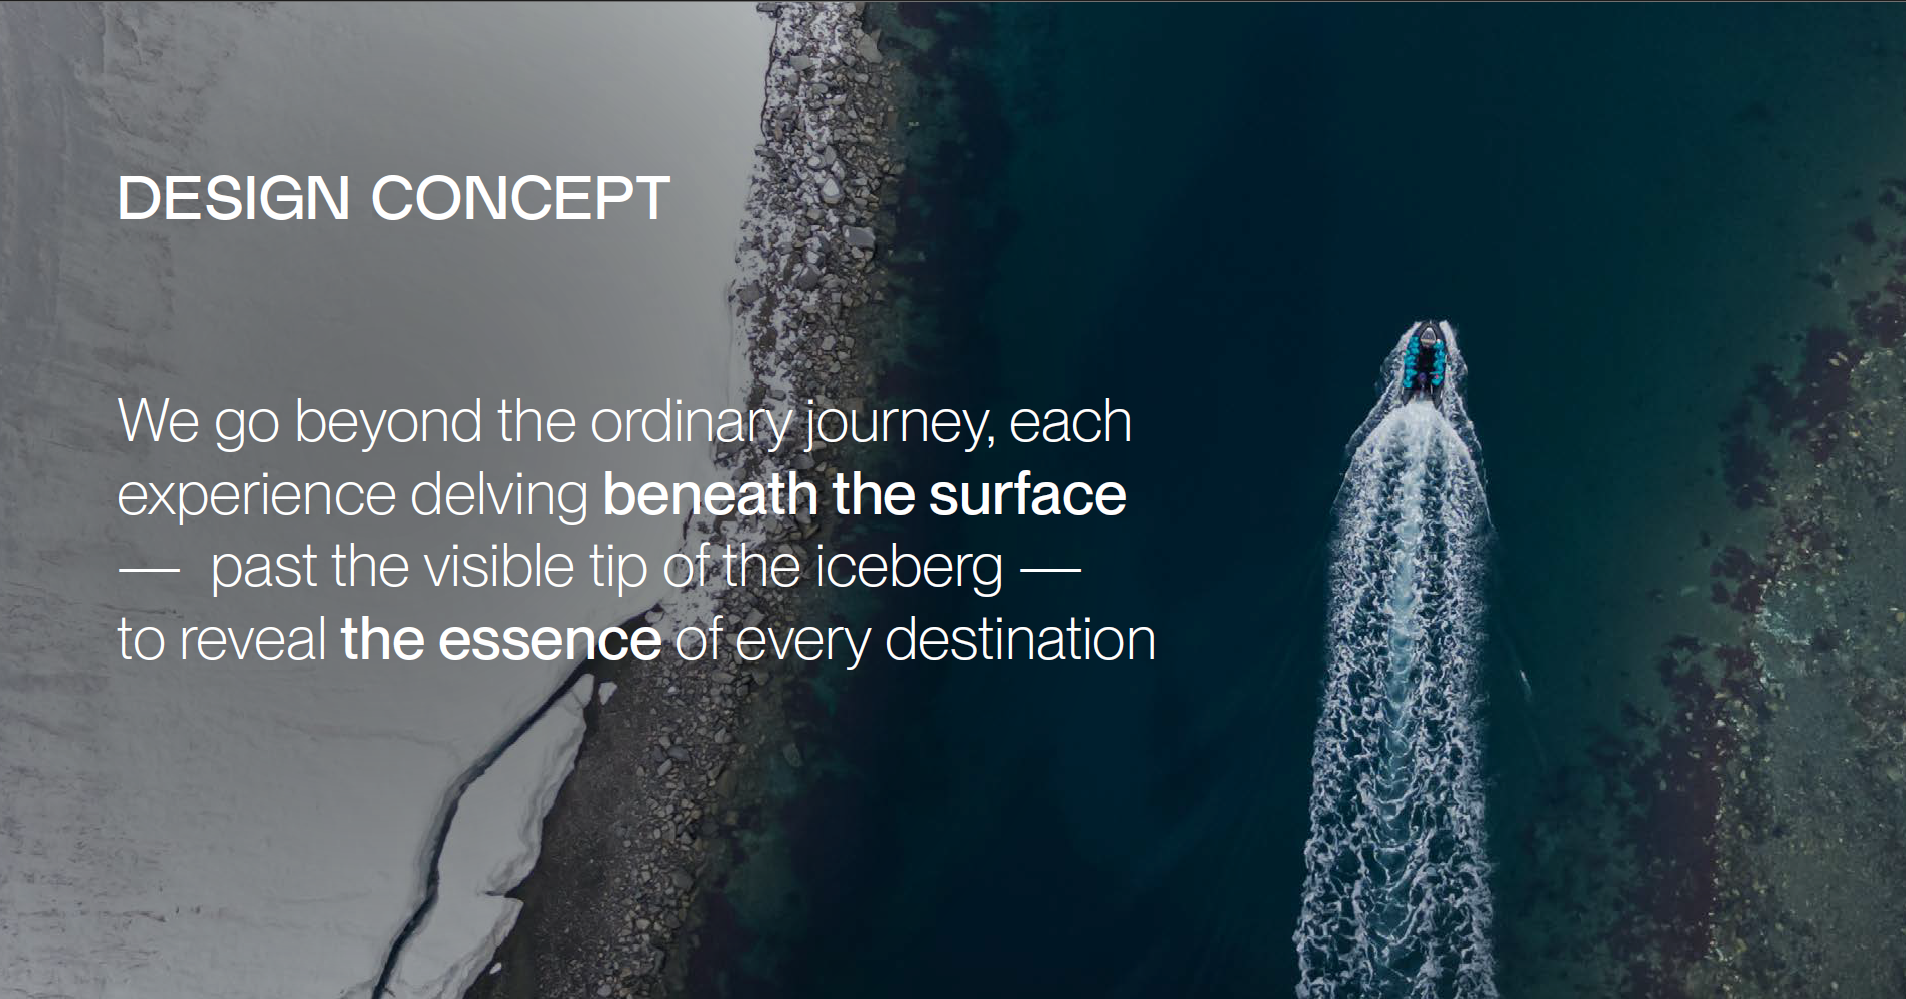 DESIGN CONCEPT
We go beyond the ordinary journey, each
experience delving beneath the surface
— past the visible tip of the iceberg —
to reveal the essence of every destination